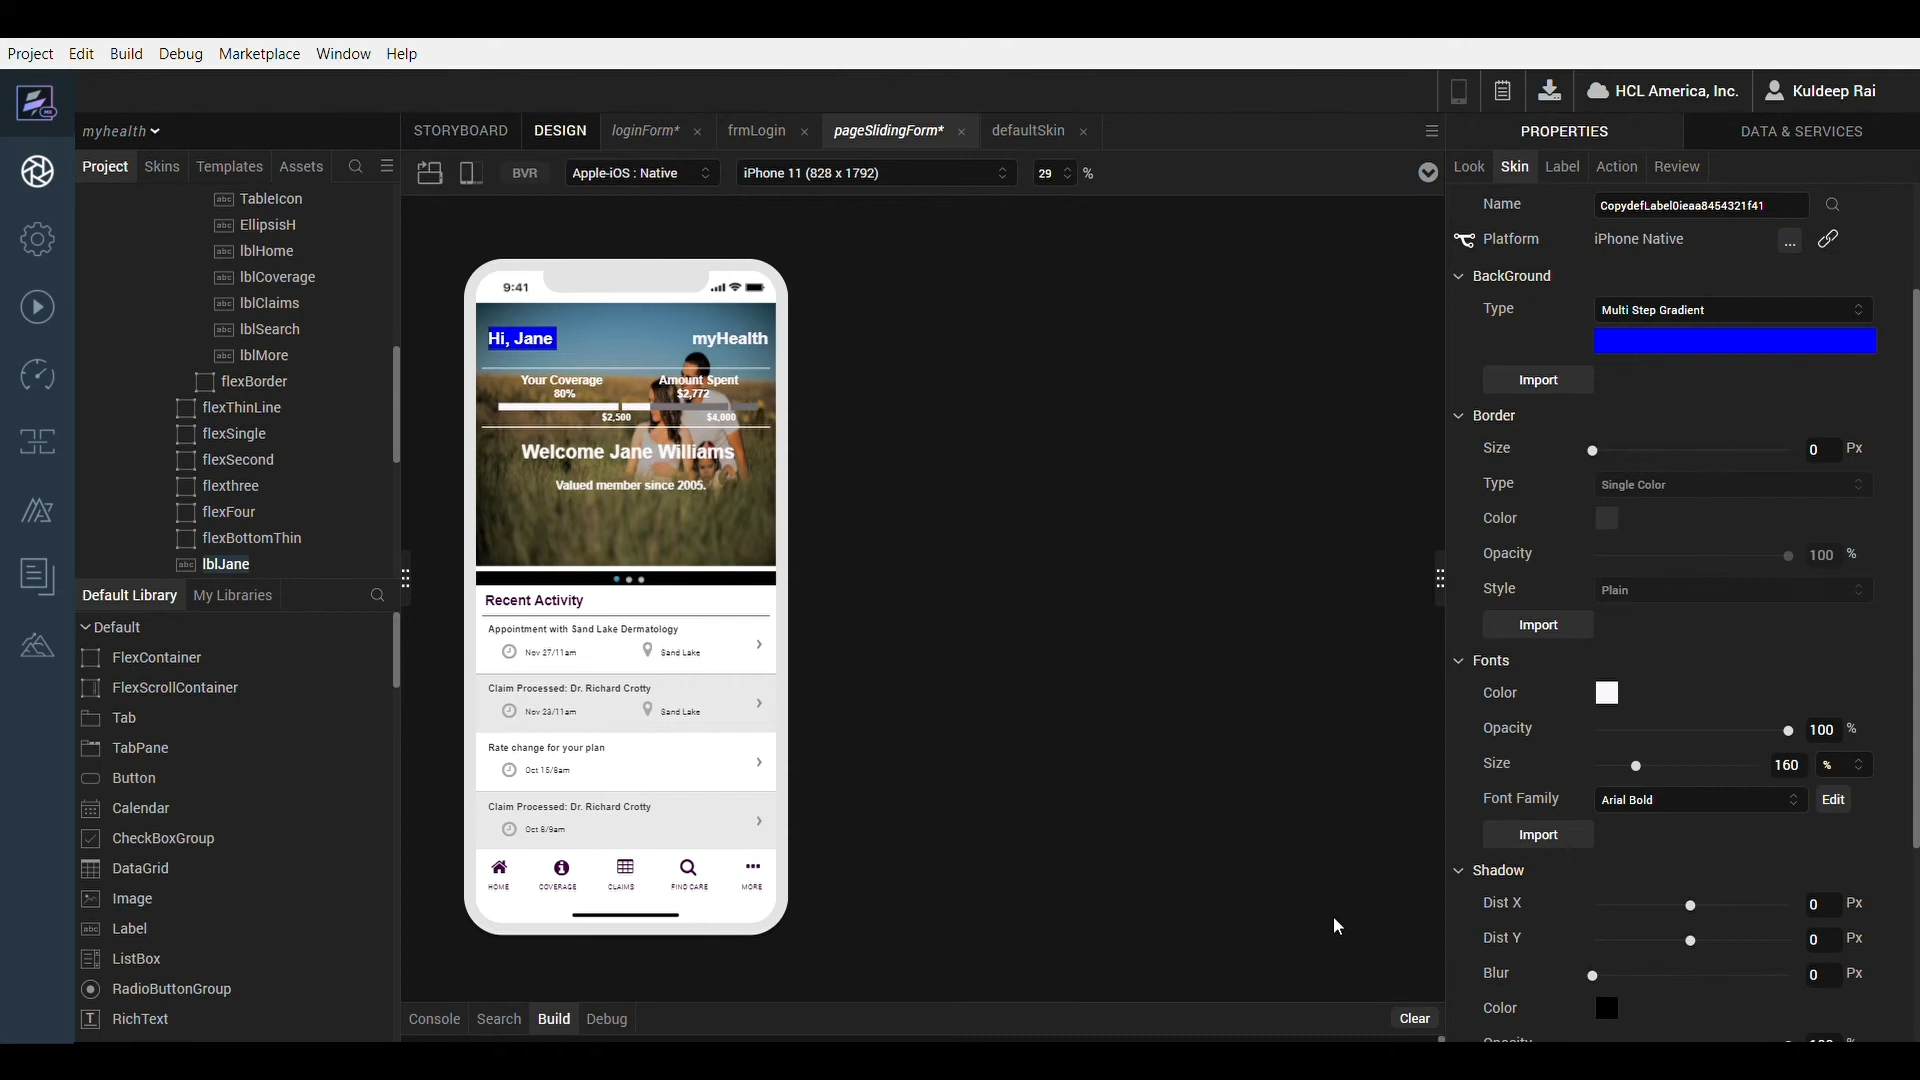 Project Edit Build Debug Marketplace Window Help
HCL America, Inc. Kuldeep Rai
myhealth
STORYBOARD DESIGN loginForm* × frmLogin × pageSlidingForm* × defaultSkin ×
PROPERTIES DATA & SERVICES
Project Skins Templates Assets
BVR Apple-iOS : Native iPhone 11 (828 x 1792) 29 %
Look Skin Label Action Review
TableIcon
EllipsisH
lblHome
lblCoverage
lblClaims
lblSearch
lblMore
flexBorder
flexThinLine
flexSingle
flexSecond
flexthree
flexFour
flexBottomThin
lblJane
Default Library My Libraries
Default
FlexContainer
FlexScrollContainer
Tab
TabPane
Button
Calendar
CheckBoxGroup
DataGrid
Image
Label
ListBox
RadioButtonGroup
RichText
9:41
Hi, Jane myHealth
Your Coverage Amount Spent
80% $2,772
$2,500 $4,000
Welcome Jane Williams
Valued member since 2005.
Recent Activity
Appointment with Sand Lake Dermatology
Nov 27/11am Sand Lake
Claim Processed: Dr. Richard Crotty
Nov 23/11am Sand Lake
Rate change for your plan
Oct 15/8am
Claim Processed: Dr. Richard Crotty
Oct 8/9am
HOME COVERAGE CLAIMS FIND CARE MORE
Console Search Build Debug Clear
Name CopydefLabel0ieaa8454321f41
Platform iPhone Native ...
BackGround
Type Multi Step Gradient
Import
Border
Size 0 Px
Type Single Color
Color
Opacity 100 %
Style Plain
Import
Fonts
Color
Opacity 100 %
Size 160 %
Font Family Arial Bold Edit
Import
Shadow
Dist X 0 Px
Dist Y 0 Px
Blur 0 Px
Color